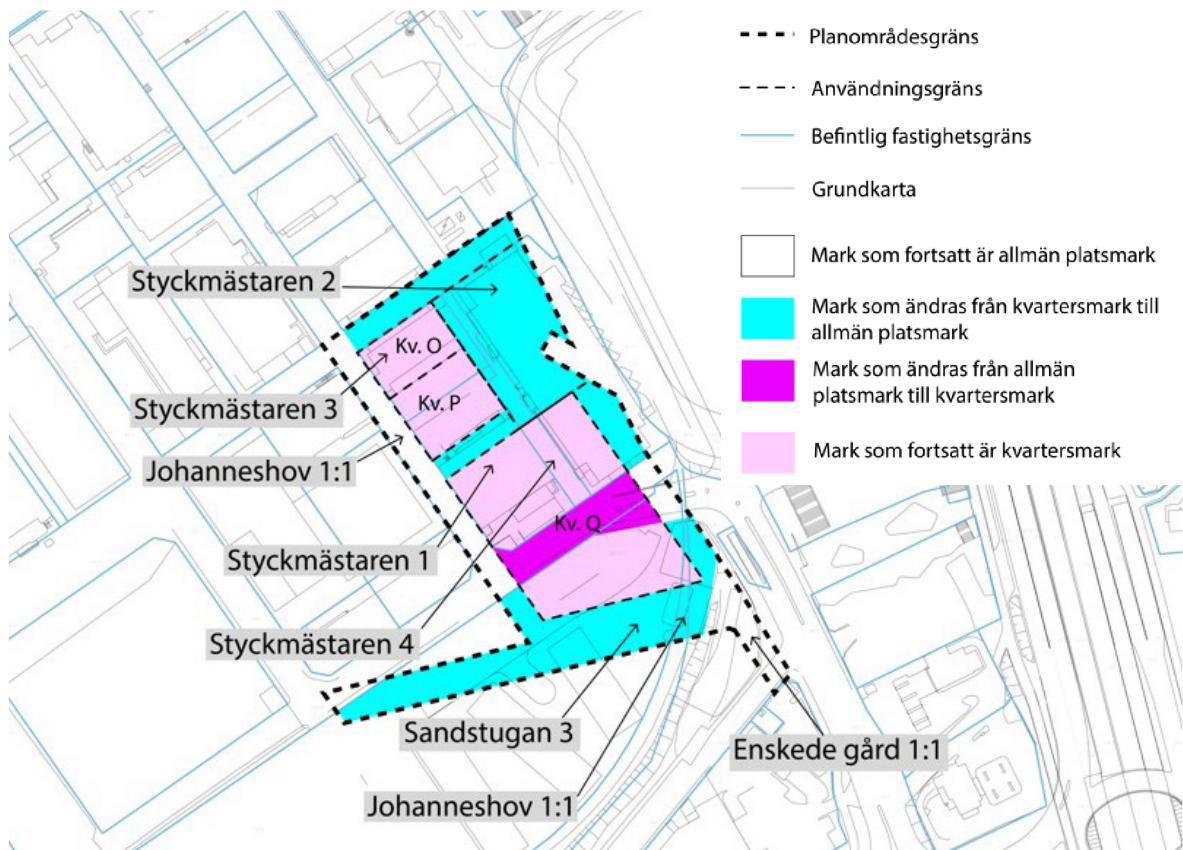 Planområdesgräns
Användningsgräns
Befintlig fastighetsgräns
Grundkarta
Mark som fortsatt är allmän platsmark
Mark som ändras från kvartersmark till
allmän platsmark
Mark som ändras från allmän
platsmark till kvartersmark
Mark som fortsatt är kvartersmark
Styckmästaren 2
Kv. O
Styckmästaren 3
Kv. P
Johanneshov 1:1
Kv. Q
Styckmästaren 1
Styckmästaren 4
Sandstugan 3
Enskede gård 1:1
Johanneshov 1:1